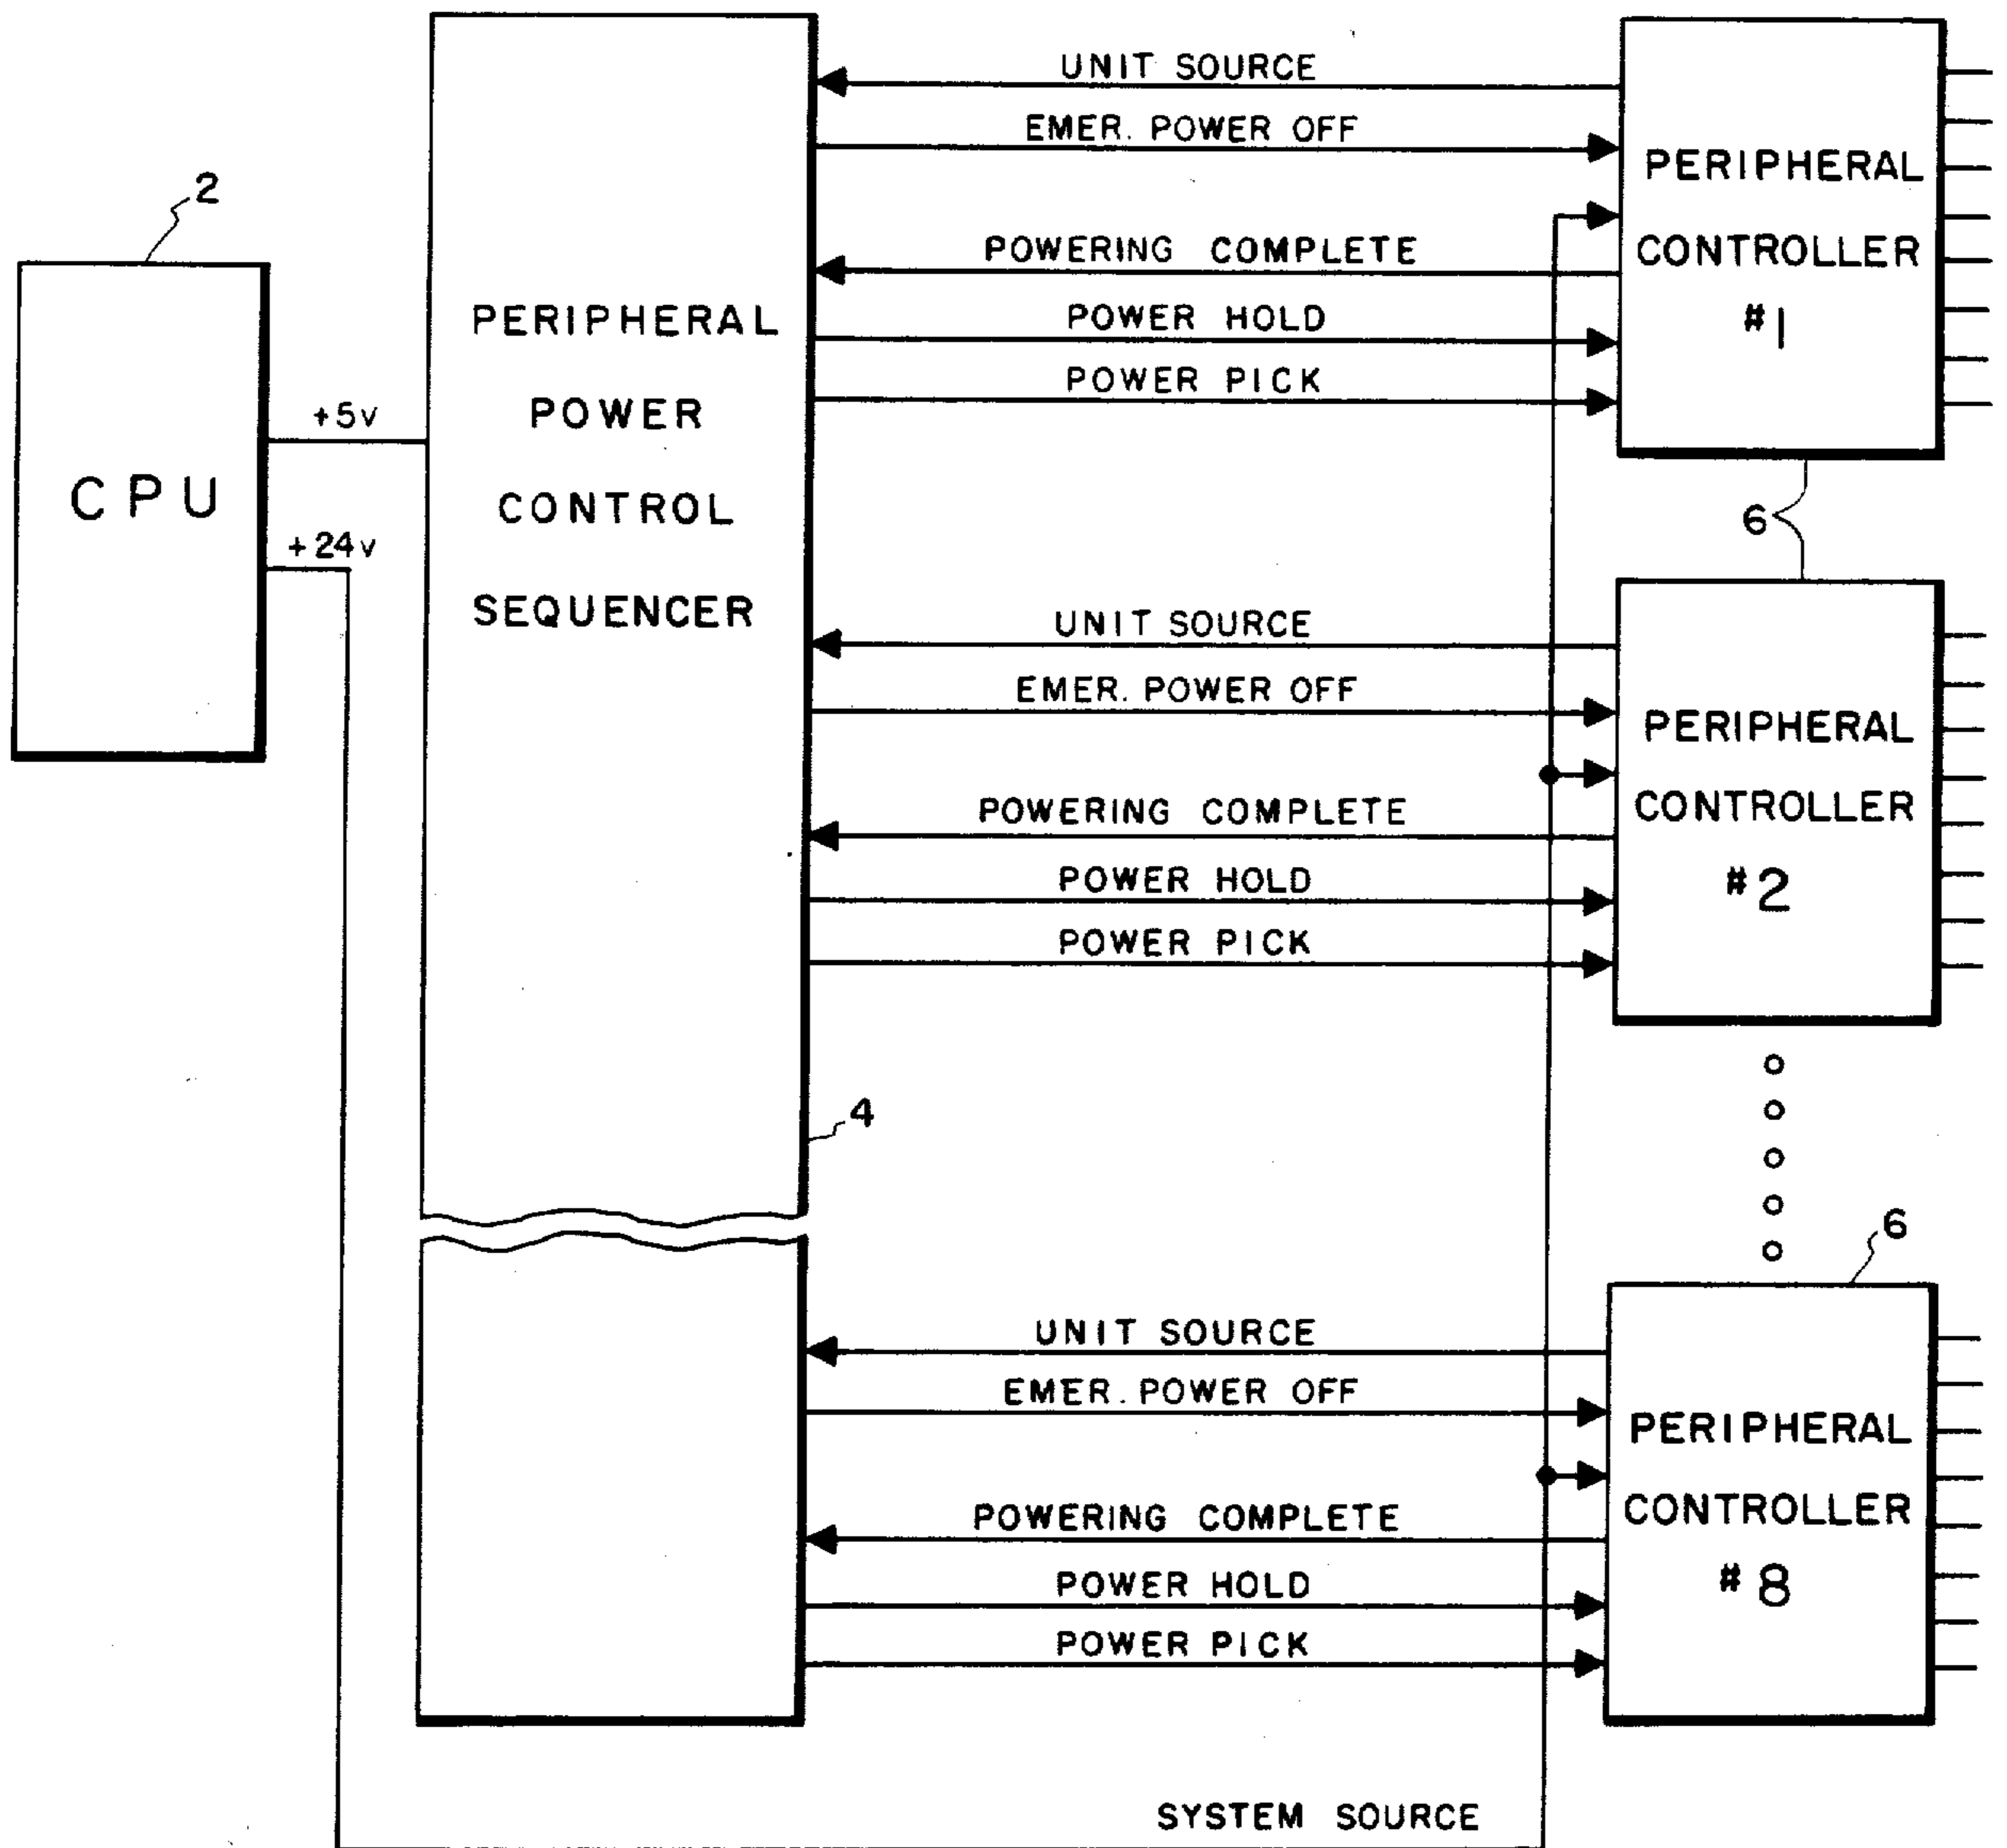 2
CPU
+5v
+24v
PERIPHERAL
POWER
CONTROL
SEQUENCER
4
UNIT SOURCE
EMER. POWER OFF
POWERING COMPLETE
POWER HOLD
POWER PICK
PERIPHERAL
CONTROLLER
#1
6
UNIT SOURCE
EMER. POWER OFF
POWERING COMPLETE
POWER HOLD
POWER PICK
PERIPHERAL
CONTROLLER
#2
6
UNIT SOURCE
EMER. POWER OFF
POWERING COMPLETE
POWER HOLD
POWER PICK
PERIPHERAL
CONTROLLER
#8
SYSTEM SOURCE